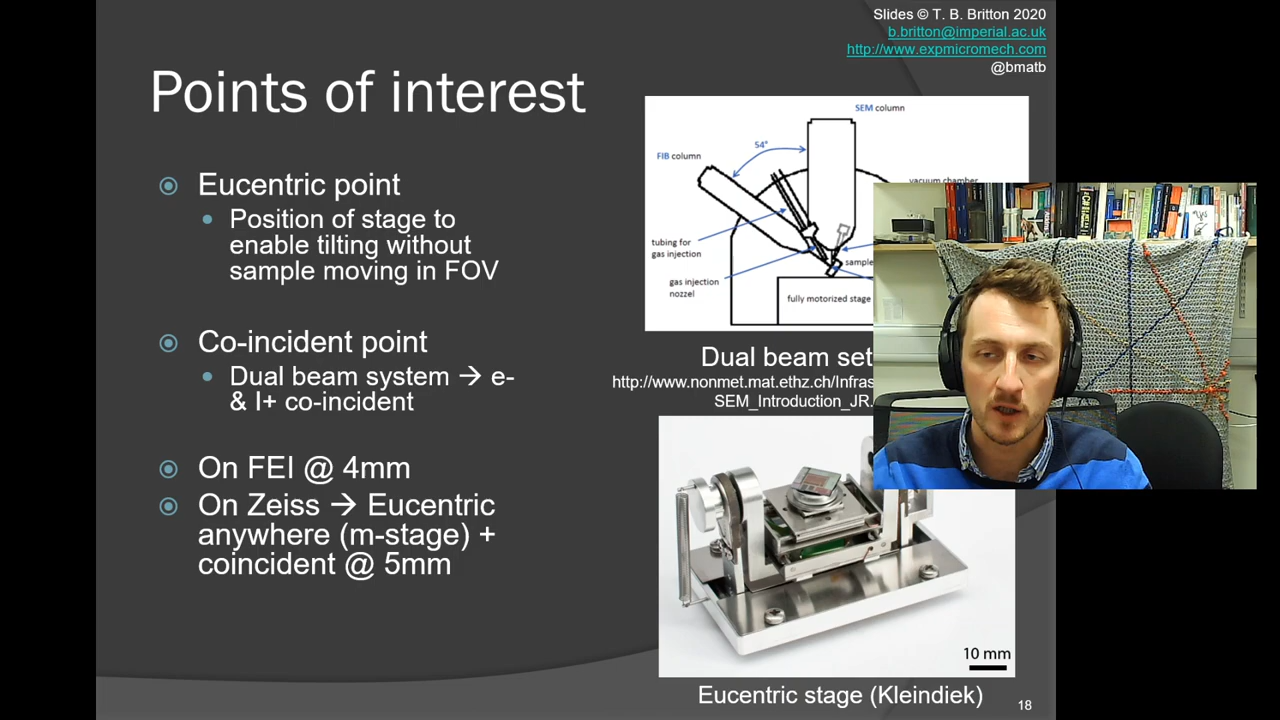 Slides © T. B. Britton 2020
b.britton@imperial.ac.uk
http://www.expmicromech.com
@bmatb
Points of interest
Eucentric point
Position of stage to
enable tilting without
sample moving in FOV
Co-incident point
Dual beam system → e-
& I+ co-incident
On FEI @ 4mm
On Zeiss → Eucentric
anywhere (m-stage) +
coincident @ 5mm
SEM column
54°
FIB column
vacuum chamber
tubing for
gas injection
sample
gas injection
nozzle
fully motorized stage
Dual beam set
http://www.nonmet.mat.ethz.ch/Infras
SEM_Introduction_JR.
10 mm
Eucentric stage (Kleindiek)
18